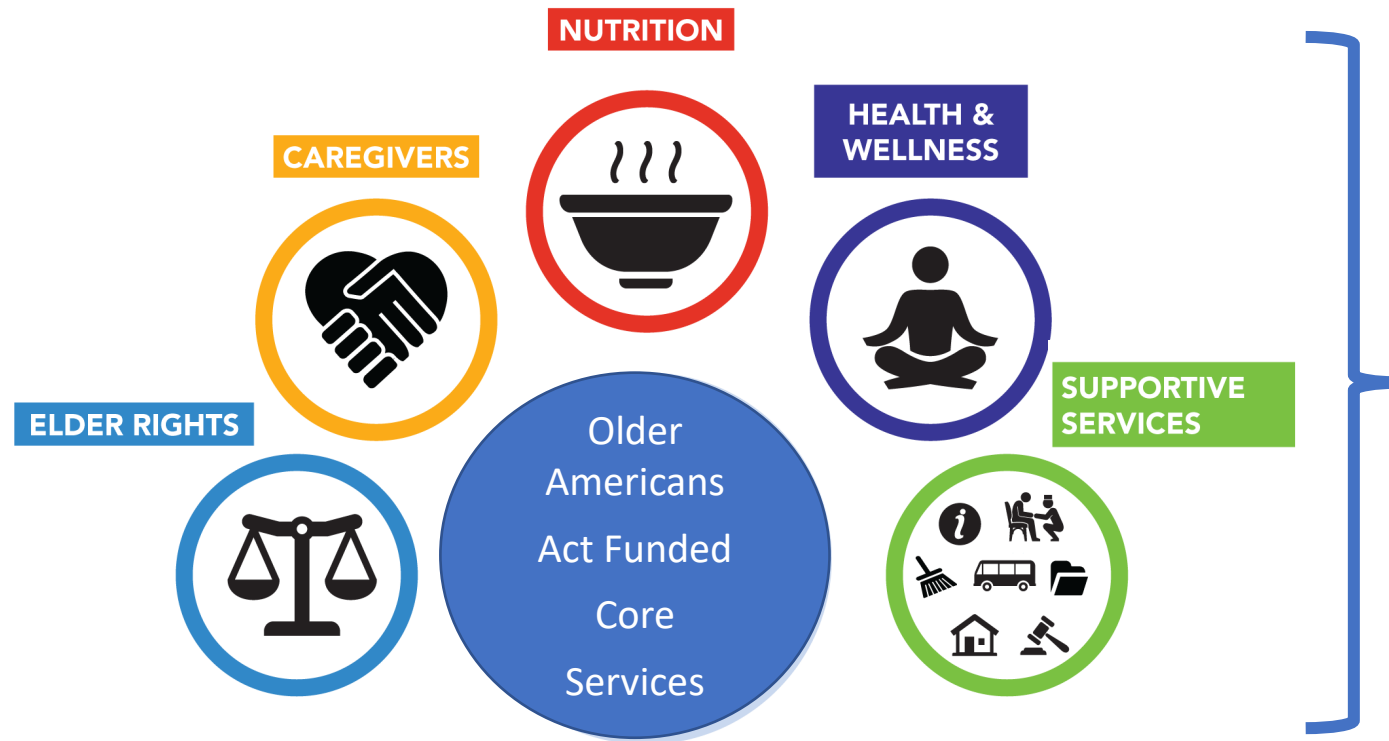 NUTRITION
HEALTH &
WELLNESS
CAREGIVERS
SUPPORTIVE
SERVICES
ELDER RIGHTS
Older
Americans
Act Funded
Core
Services
i